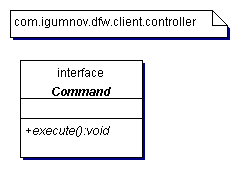 com.igumnov.dfw.client.controller
interface
Command
+execute():void